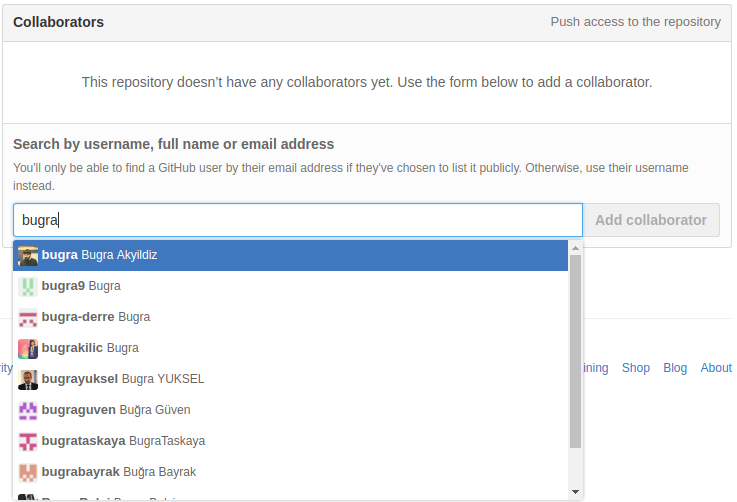 Collaborators Push access to the repository
This repository doesn't have any collaborators yet. Use the form below to add a collaborator.
Search by username, full name or email address
You'll only be able to find a GitHub user by their email address if they've chosen to list it publicly. Otherwise, use their username
instead.
bugra Add collaborator
bugra Bugra Akyildiz
bugra9 Bugra
bugra-derre Bugra
bugrakilic Bugra
bugrayuksel Bugra YUKSEL
bugraguven Buğra Güven
bugrataskaya BugraTaskaya
bugrabayrak Buğra Bayrak
Shop Blog About